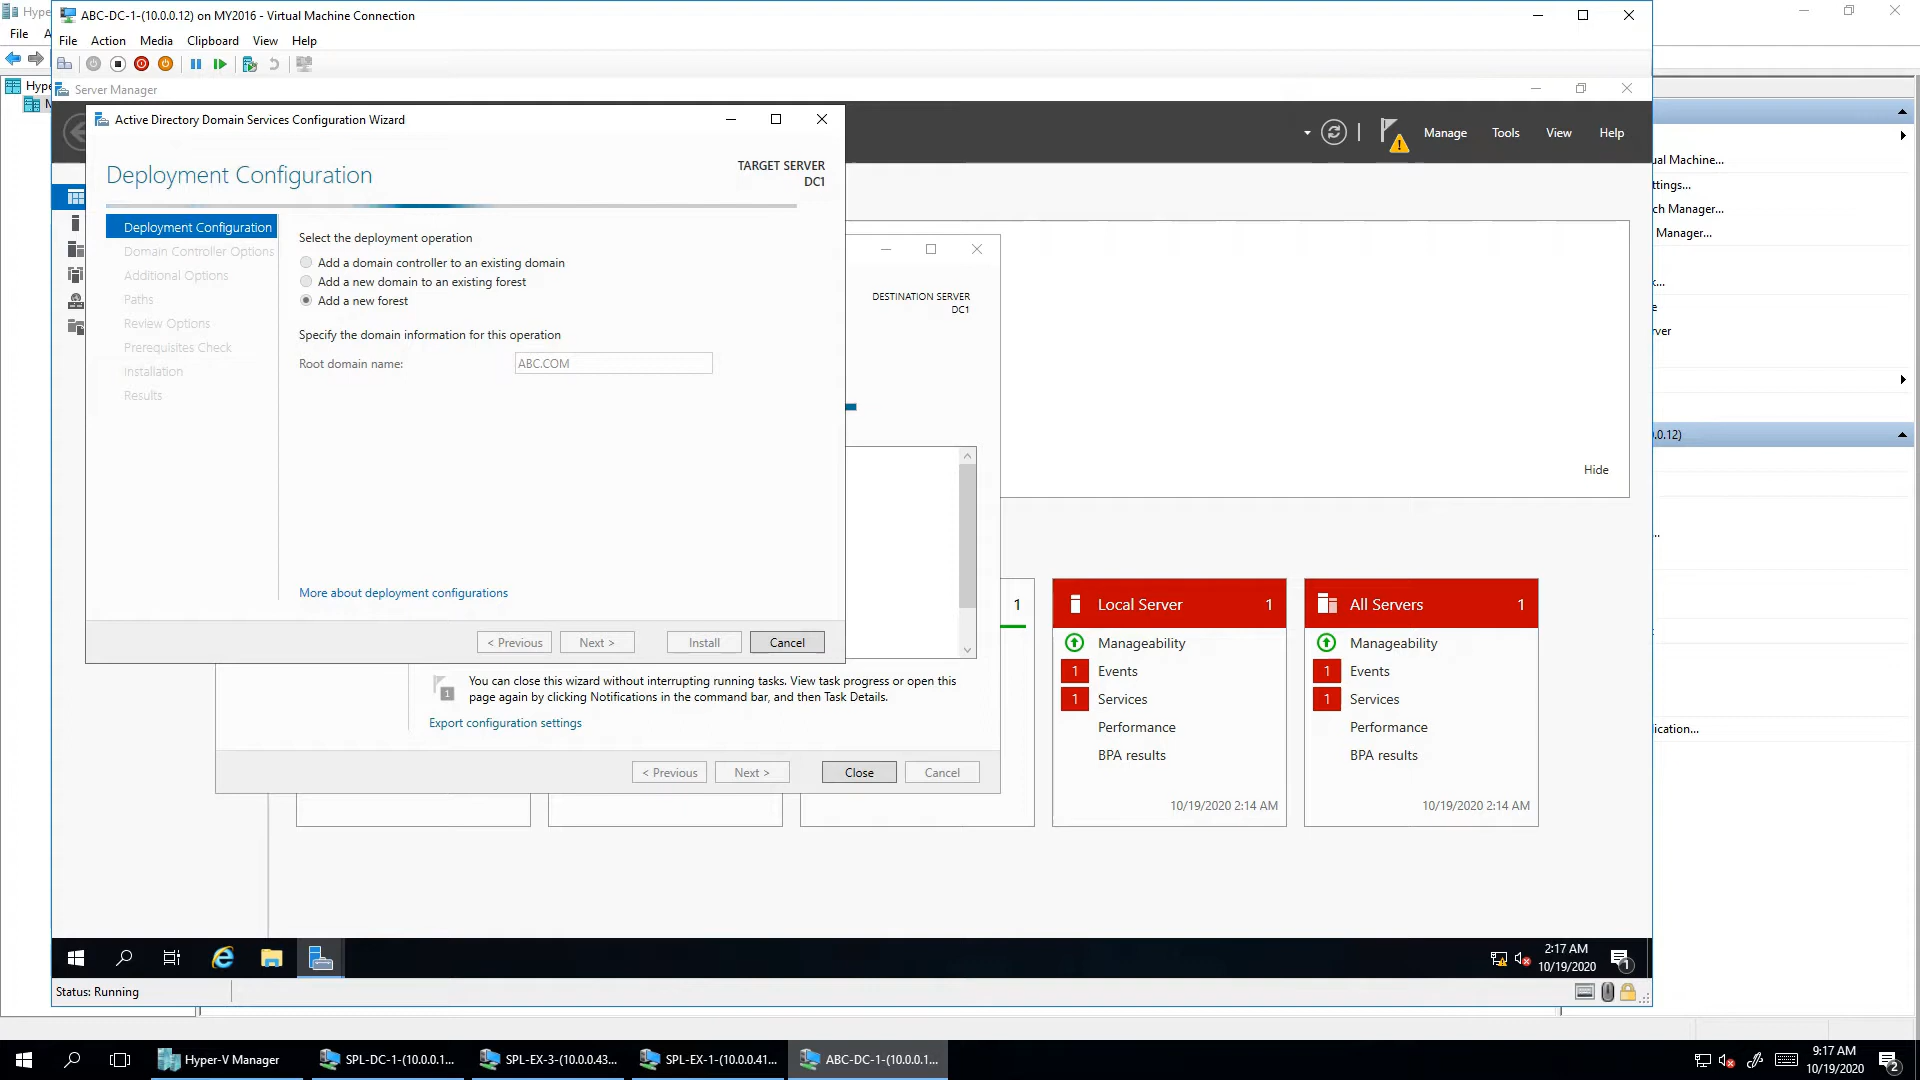 Hype
File
A
ABC-DC-1-(10.0.0.12) on MY2016 - Virtual Machine Connection
File Action Media Clipboard View Help
Hype
M
Server Manager
Manage Tools View Help
Active Directory Domain Services Configuration Wizard
Deployment Configuration
TARGET SERVER
DC1
Deployment Configuration
Domain Controller Options
Additional Options
Paths
Review Options
Prerequisites Check
Installation
Results
Select the deployment operation
Add a domain controller to an existing domain
Add a new domain to an existing forest
Add a new forest
Specify the domain information for this operation
Root domain name: ABC.COM
More about deployment configurations
< Previous Next > Install Cancel
DESTINATION SERVER
DC1
1
You can close this wizard without interrupting running tasks. View task progress or open this
page again by clicking Notifications in the command bar, and then Task Details.
Export configuration settings
< Previous Next > Close Cancel
Hide
1
Local Server 1
Manageability
1 Events
1 Services
Performance
BPA results
10/19/2020 2:14 AM
All Servers 1
Manageability
1 Events
1 Services
Performance
BPA results
10/19/2020 2:14 AM
ual Machine...
ttings...
ch Manager...
Manager...
...
e
rver
.0.12)
..
t
ication...
2:17 AM
10/19/2020
1
Status: Running
Hyper-V Manager
SPL-DC-1-(10.0.0.1...
SPL-EX-3-(10.0.0.43...
SPL-EX-1-(10.0.0.41...
ABC-DC-1-(10.0.0.1...
9:17 AM
10/19/2020
2